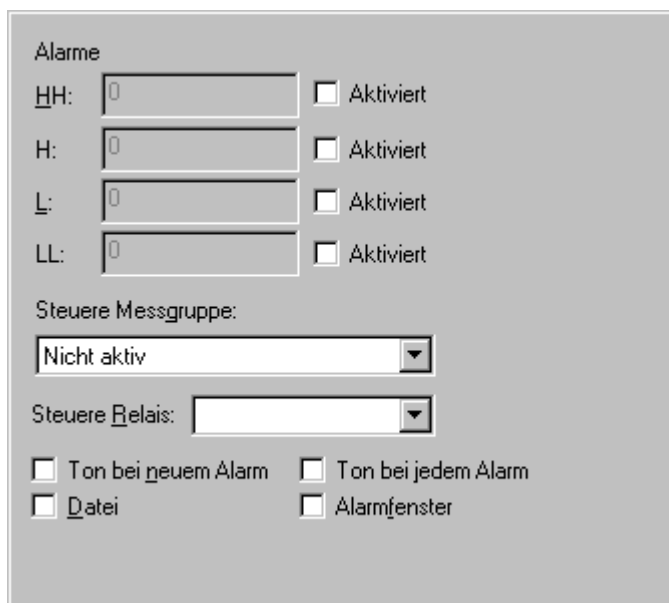 Alarme
HH: 0 Aktiviert
H: 0 Aktiviert
L: 0 Aktiviert
LL: 0 Aktiviert
Steuere Messgruppe:
Nicht aktiv
Steuere Relais:
Ton bei neuem Alarm Ton bei jedem Alarm
Datei Alarmfenster